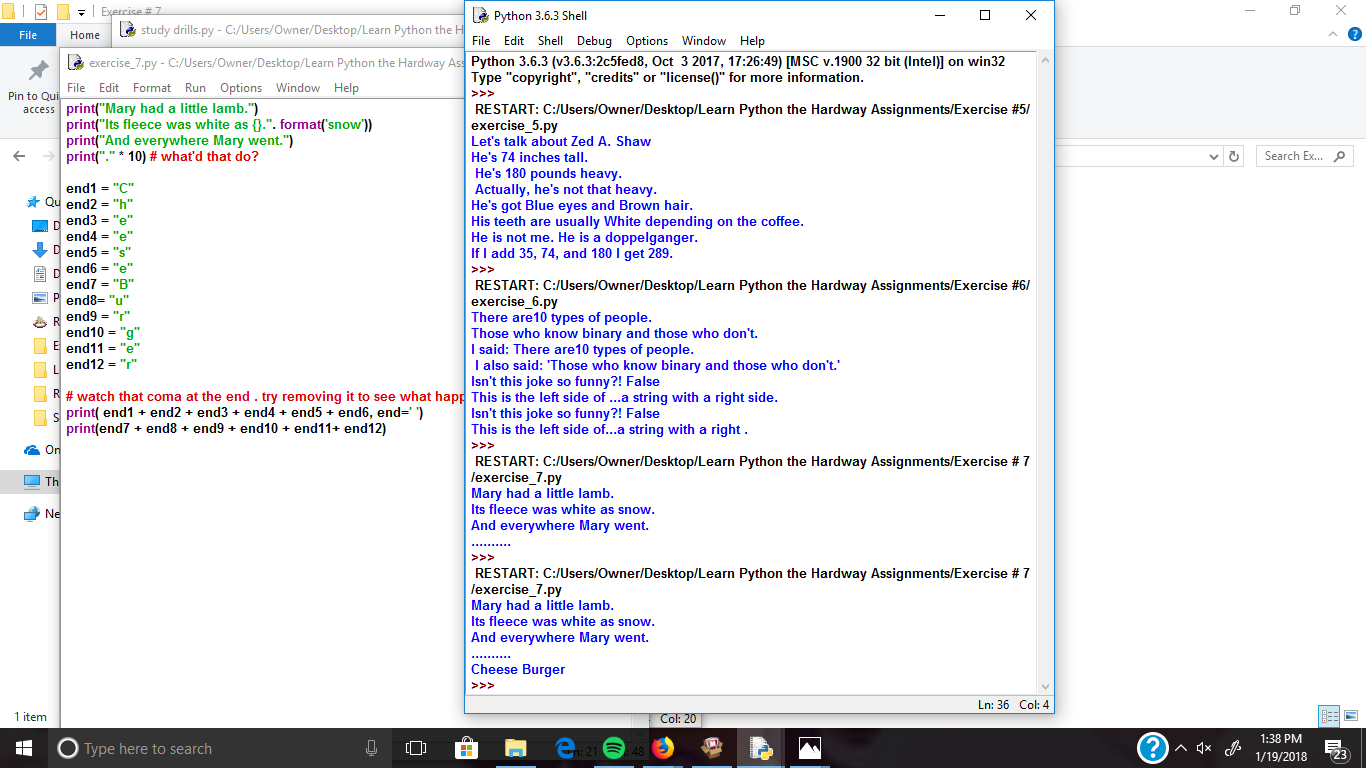 Exercise # 7
File
Home
Pin to Qui
access
Qu
D
D
D
P
R
E
L
R
S
On
Th
Ne
1 item
Search Ex...
study drills.py - C:/Users/Owner/Desktop/Learn Python the H
exercise_7.py - C:/Users/Owner/Desktop/Learn Python the Hardway Ass
File Edit Format Run Options Window Help
print("Mary had a little lamb.")
print("Its fleece was white as {}.". format('snow'))
print("And everywhere Mary went.")
print("." * 10) # what'd that do?
end1 = "C"
end2 = "h"
end3 = "e"
end4 = "e"
end5 = "s"
end6 = "e"
end7 = "B"
end8= "u"
end9 = "r"
end10 = "g"
end11 = "e"
end12 = "r"
# watch that coma at the end . try removing it to see what happ
print( end1 + end2 + end3 + end4 + end5 + end6, end=' ')
print(end7 + end8 + end9 + end10 + end11+ end12)
Python 3.6.3 Shell
File Edit Shell Debug Options Window Help
Python 3.6.3 (v3.6.3:2c5fed8, Oct 3 2017, 17:26:49) [MSC v.1900 32 bit (Intel)] on win32
Type "copyright", "credits" or "license()" for more information.
>>>
RESTART: C:/Users/Owner/Desktop/Learn Python the Hardway Assignments/Exercise #5/
exercise_5.py
Let's talk about Zed A. Shaw
He's 74 inches tall.
He's 180 pounds heavy.
Actually, he's not that heavy.
He's got Blue eyes and Brown hair.
His teeth are usually White depending on the coffee.
He is not me. He is a doppelganger.
If I add 35, 74, and 180 I get 289.
>>>
RESTART: C:/Users/Owner/Desktop/Learn Python the Hardway Assignments/Exercise #6/
exercise_6.py
There are10 types of people.
Those who know binary and those who don't.
I said: There are10 types of people.
I also said: 'Those who know binary and those who don't.'
Isn't this joke so funny?! False
This is the left side of ...a string with a right side.
Isn't this joke so funny?! False
This is the left side of...a string with a right .
>>>
RESTART: C:/Users/Owner/Desktop/Learn Python the Hardway Assignments/Exercise # 7
/exercise_7.py
Mary had a little lamb.
Its fleece was white as snow.
And everywhere Mary went.
..........
>>>
RESTART: C:/Users/Owner/Desktop/Learn Python the Hardway Assignments/Exercise # 7
/exercise_7.py
Mary had a little lamb.
Its fleece was white as snow.
And everywhere Mary went.
..........
Cheese Burger
>>>
Ln: 36 Col: 4
Col: 20
Type here to search
Ln: 21
48
1:38 PM
1/19/2018
23